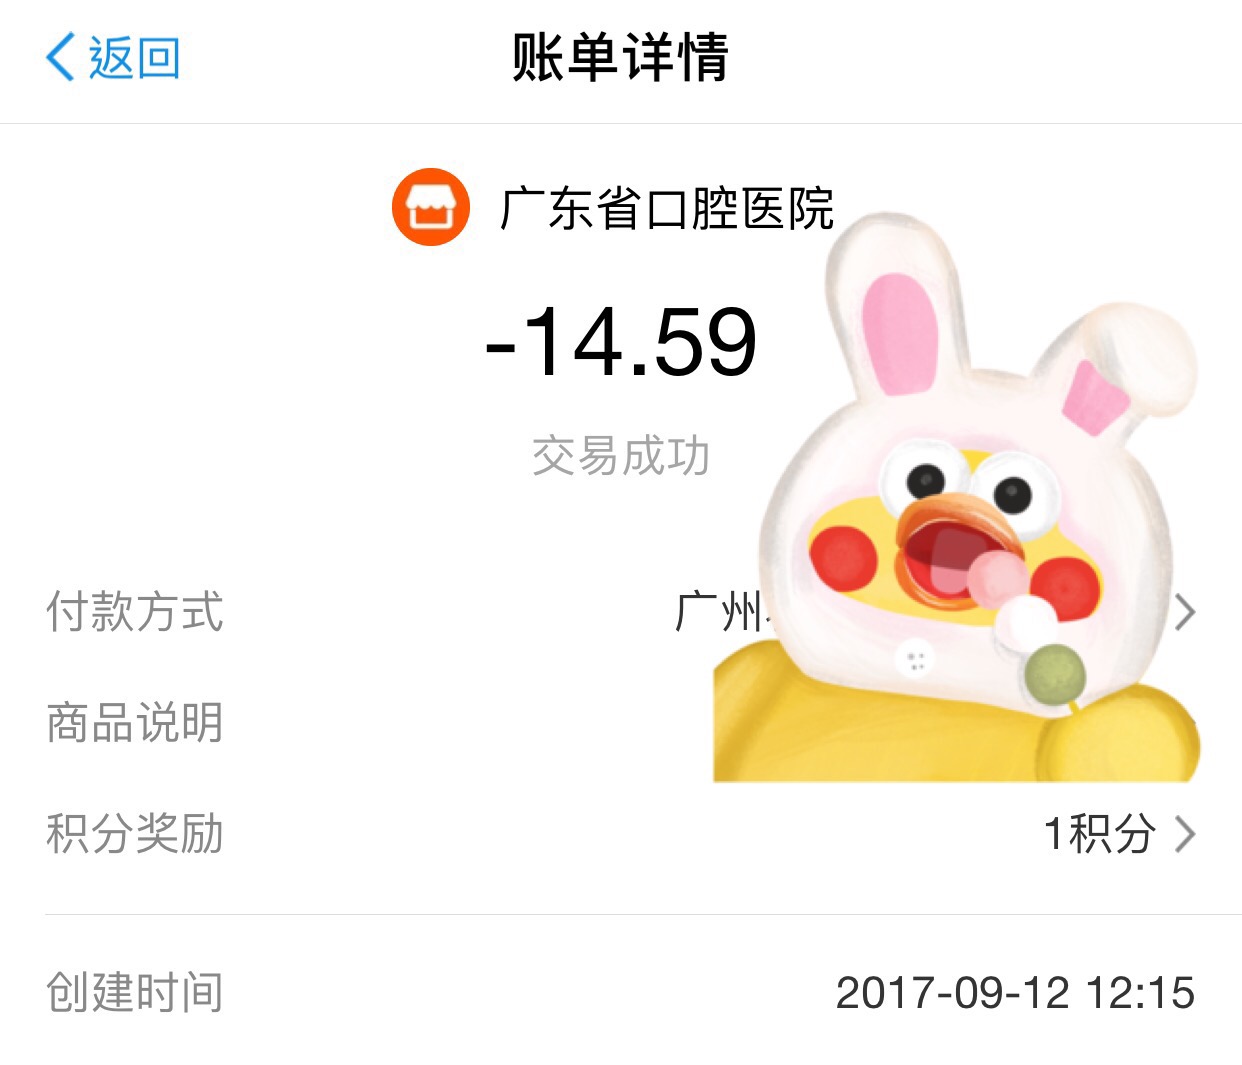 返回
账单详情
广东省口腔医院
-14.59
交易成功
付款方式
广州
商品说明
积分奖励
1积分
创建时间
2017-09-12 12:15